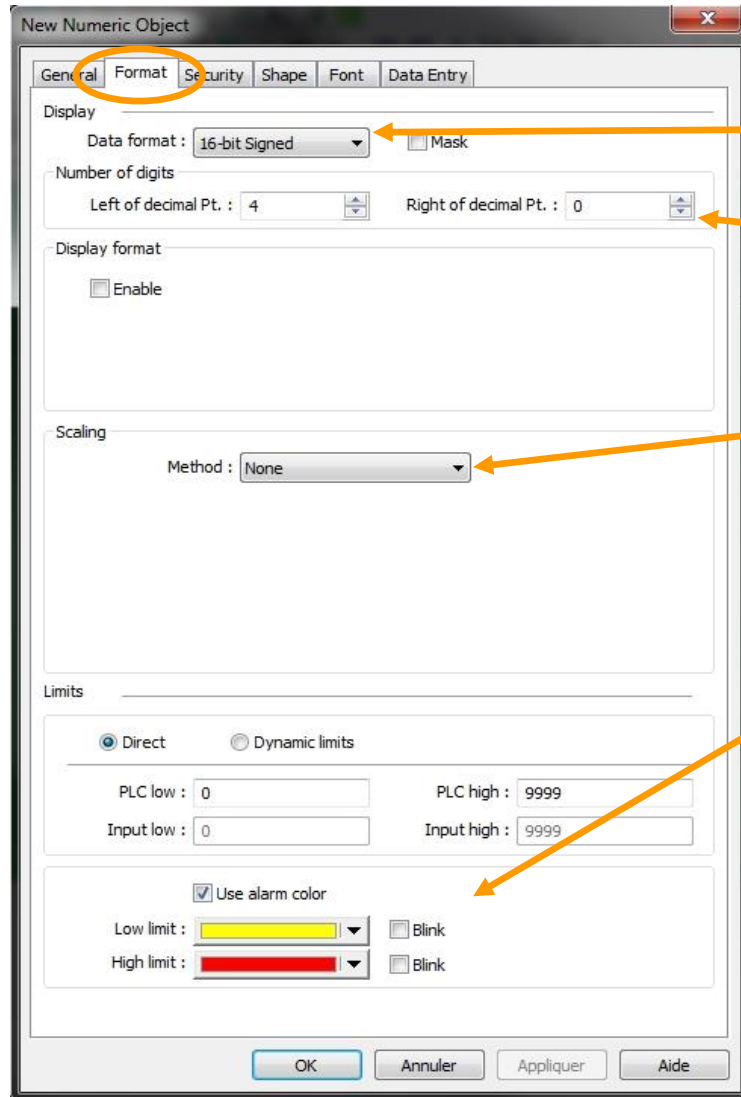 New Numeric Object
General Format Security Shape Font Data Entry
Display
Data format : 16-bit Signed Mask
Number of digits
Left of decimal Pt. : 4 Right of decimal Pt. : 0
Display format
Enable
Scaling
Method : None
Limits
Direct Dynamic limits
PLC low : 0 PLC high : 9999
Input low : 0 Input high : 9999
Use alarm color
Low limit : Blink
High limit : Blink
OK Annuler Appliquer Aide